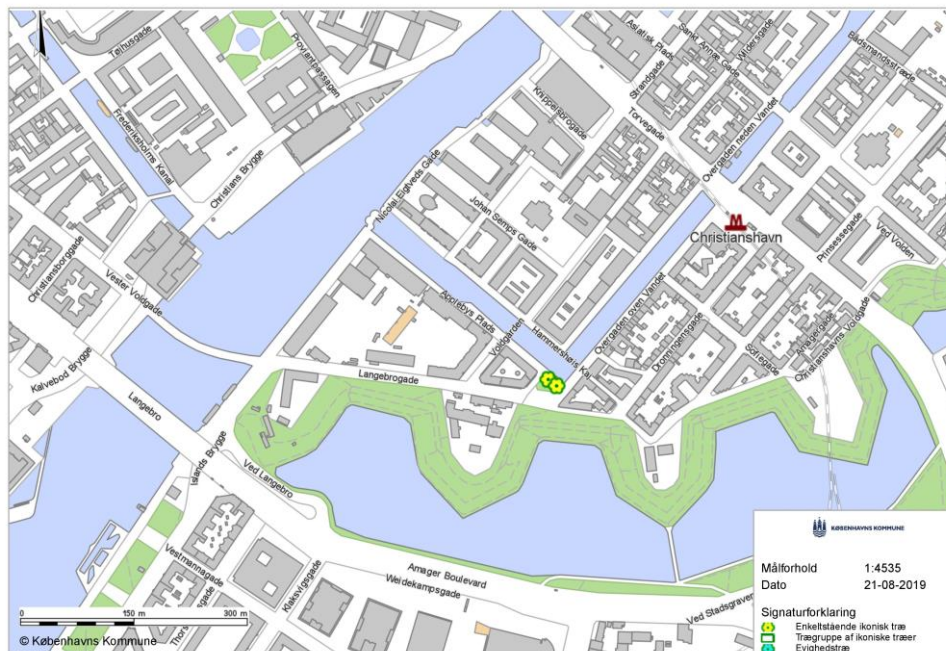 Tøjhusgade
Proviantpassagen
Frederiksholms Kanal
Christians Brygge
Christiansborggade
Vester Voldgade
Kalvebod Brygge
Langebro
Nicolai Eigtveds Gade
Knippelsbrogade
Johan Semps Gade
Asiatisk Plads
Strandgade
Sankt Annæ Gade
Wildersgade
Torvegade
Overgaden neden Vandet
Bådsmandsstræde
Christianshavn
Prinsessegade
Ved Volden
Applebys Plads
Voldgården
Hammershøis Kaj
Overgaden oven Vandet
Dronningensgade
Sofiegade
Amagergade
Christianshavns Voldgade
Langebrogade
Islands Brygge
Ved Langebro
Vestmannagade
Klaksvigsgade
Amager Boulevard
Weidekampsgade
Ved Stadsgraven
0 150 m 300 m
© Københavns Kommune
KØBENHAVNS KOMMUNE
Målforhold 1:4535
Dato 21-08-2019
Signaturforklaring
Enkeltstående ikonisk træ
Trægruppe af ikoniske træer
Evighedstræ